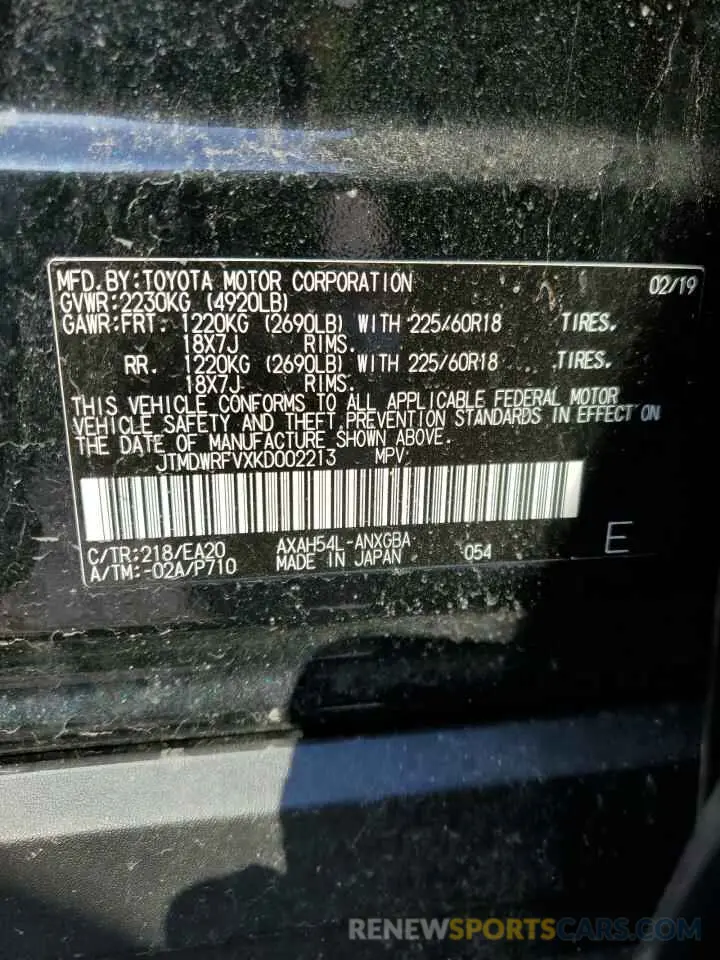 MFD. BY:TOYOTA MOTOR CORPORATION 02/19
GVWR:2230KG (4920LB)
GAWR:FRT. 1220KG (2690LB) WITH 225/60R18 TIRES.
18X7J RIMS.
RR. 1220KG (2690LB) WITH 225/60R18 TIRES.
18X7J RIMS.
THIS VEHICLE CONFORMS TO ALL APPLICABLE FEDERAL MOTOR
VEHICLE SAFETY AND THEFT PREVENTION STANDARDS IN EFFECT ON
THE DATE OF MANUFACTURE SHOWN ABOVE.
JTMDWRFVXKD002213 MPV
C/TR:218/EA20 AXAH54L-ANXGBA 054 E
A/TM:-02A/P710 MADE IN JAPAN
RENEWSPORTSCARS.COM